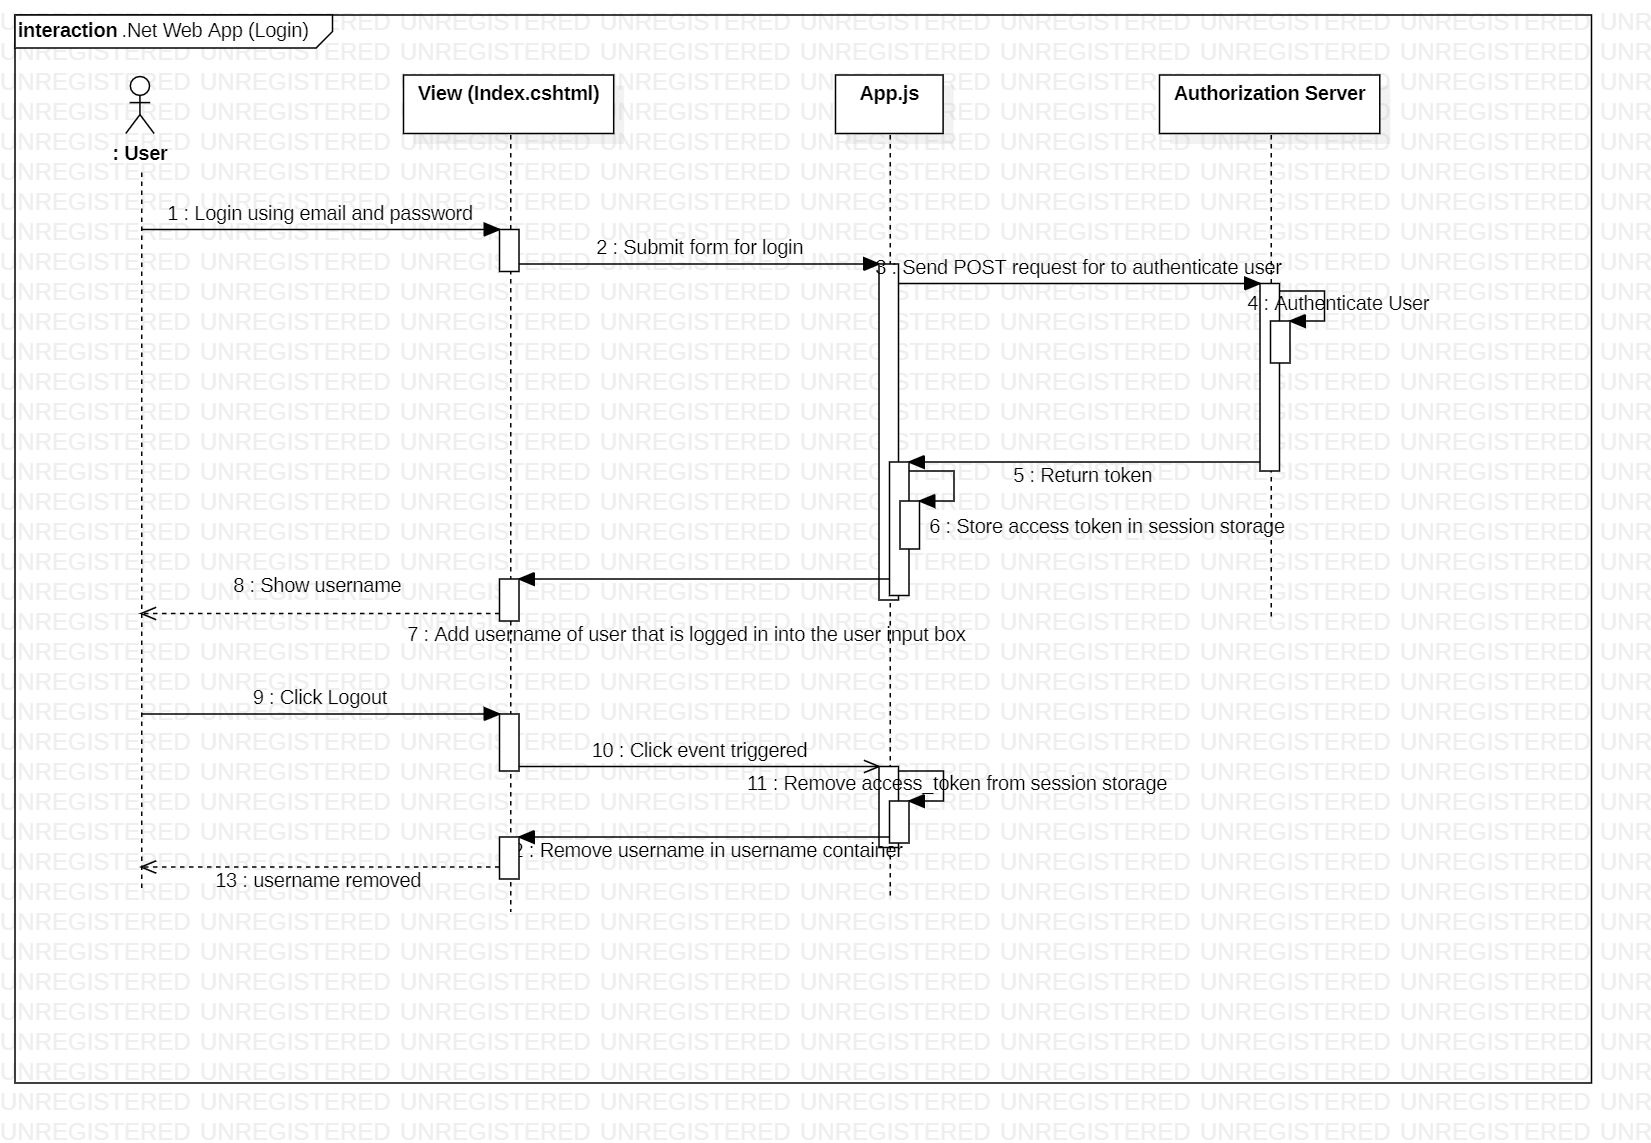 interaction .Net Web App (Login)
: User
View (Index.cshtml)
App.js
Authorization Server
1 : Login using email and password
2 : Submit form for login
3 : Send POST request for to authenticate user
4 : Authenticate User
5 : Return token
6 : Store access token in session storage
8 : Show username
7 : Add username of user that is logged in into the user input box
9 : Click Logout
10 : Click event triggered
11 : Remove access_token from session storage
2 : Remove username in username container
13 : username removed
UNREGISTERED